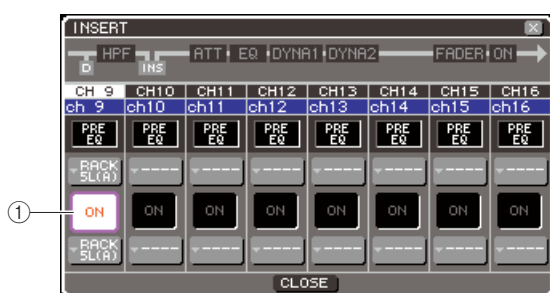 INSERT
HPF ATT EQ DYNA1 DYNA2 FADER ON
D INS
CH 9 CH10 CH11 CH12 CH13 CH14 CH15 CH16
ch 9 ch10 ch11 ch12 ch13 ch14 ch15 ch16
PRE EQ PRE EQ PRE EQ PRE EQ PRE EQ PRE EQ PRE EQ PRE EQ
RACK 5L(A) ---- ---- ---- ---- ---- ---- ----
① ON ON ON ON ON ON ON ON
RACK 5L(A) ---- ---- ---- ---- ---- ---- ----
CLOSE